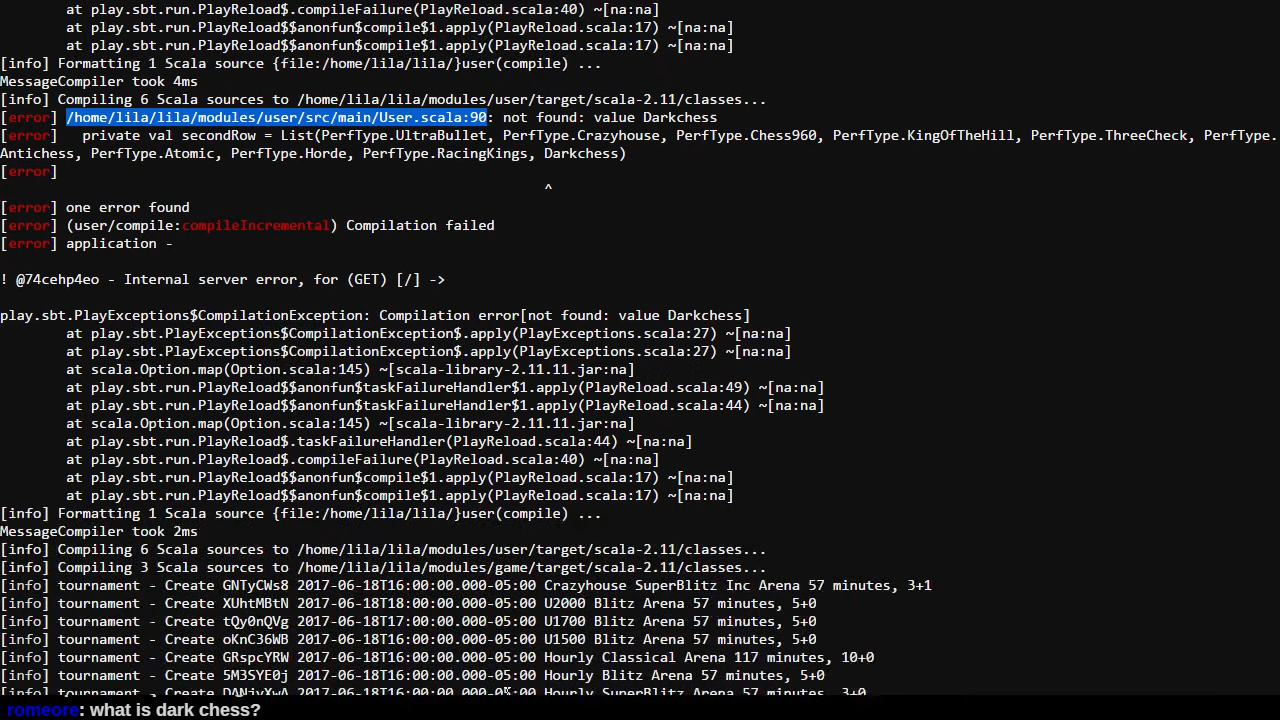 at play.sbt.run.PlayReload$.compileFailure(PlayReload.scala:40) ~[na:na]
at play.sbt.run.PlayReload$$anonfun$compile$1.apply(PlayReload.scala:17) ~[na:na]
at play.sbt.run.PlayReload$$anonfun$compile$1.apply(PlayReload.scala:17) ~[na:na]
[info] Formatting 1 Scala source {file:/home/lila/lila/}user(compile) ...
MessageCompiler took 4ms
[info] Compiling 6 Scala sources to /home/lila/lila/modules/user/target/scala-2.11/classes...
[error] /home/lila/lila/modules/user/src/main/User.scala:90: not found: value Darkchess
[error]   private val secondRow = List(PerfType.UltraBullet, PerfType.Crazyhouse, PerfType.Chess960, PerfType.KingOfTheHill, PerfType.ThreeCheck, PerfType.
Antichess, PerfType.Atomic, PerfType.Horde, PerfType.RacingKings, Darkchess)
[error]
^
[error] one error found
[error] (user/compile:compileIncremental) Compilation failed
[error] application -
! @74cehp4eo - Internal server error, for (GET) [/] ->
play.sbt.PlayExceptions$CompilationException: Compilation error[not found: value Darkchess]
at play.sbt.PlayExceptions$CompilationException$.apply(PlayExceptions.scala:27) ~[na:na]
at play.sbt.PlayExceptions$CompilationException$.apply(PlayExceptions.scala:27) ~[na:na]
at scala.Option.map(Option.scala:145) ~[scala-library-2.11.11.jar:na]
at play.sbt.run.PlayReload$$anonfun$taskFailureHandler$1.apply(PlayReload.scala:49) ~[na:na]
at play.sbt.run.PlayReload$$anonfun$taskFailureHandler$1.apply(PlayReload.scala:44) ~[na:na]
at scala.Option.map(Option.scala:145) ~[scala-library-2.11.11.jar:na]
at play.sbt.run.PlayReload$.taskFailureHandler(PlayReload.scala:44) ~[na:na]
at play.sbt.run.PlayReload$.compileFailure(PlayReload.scala:40) ~[na:na]
at play.sbt.run.PlayReload$$anonfun$compile$1.apply(PlayReload.scala:17) ~[na:na]
at play.sbt.run.PlayReload$$anonfun$compile$1.apply(PlayReload.scala:17) ~[na:na]
[info] Formatting 1 Scala source {file:/home/lila/lila/}user(compile) ...
MessageCompiler took 2ms
[info] Compiling 6 Scala sources to /home/lila/lila/modules/user/target/scala-2.11/classes...
[info] Compiling 3 Scala sources to /home/lila/lila/modules/game/target/scala-2.11/classes...
[info] tournament - Create GNTyCWs8 2017-06-18T16:00:00.000-05:00 Crazyhouse SuperBlitz Inc Arena 57 minutes, 3+1
[info] tournament - Create XUhtMBtN 2017-06-18T18:00:00.000-05:00 U2000 Blitz Arena 57 minutes, 5+0
[info] tournament - Create tQy0nQVg 2017-06-18T17:00:00.000-05:00 U1700 Blitz Arena 57 minutes, 5+0
[info] tournament - Create oKnC36WB 2017-06-18T16:00:00.000-05:00 U1500 Blitz Arena 57 minutes, 5+0
[info] tournament - Create GRspcYRW 2017-06-18T16:00:00.000-05:00 Hourly Classical Arena 117 minutes, 10+0
[info] tournament - Create 5M3SYE0j 2017-06-18T16:00:00.000-05:00 Hourly Blitz Arena 57 minutes, 5+0
[info] tournament - Create DANjvXwA 2017-06-18T16:00:00.000-05:00 Hourly SuperBlitz Arena 57 minutes, 3+0
romeore: what is dark chess?